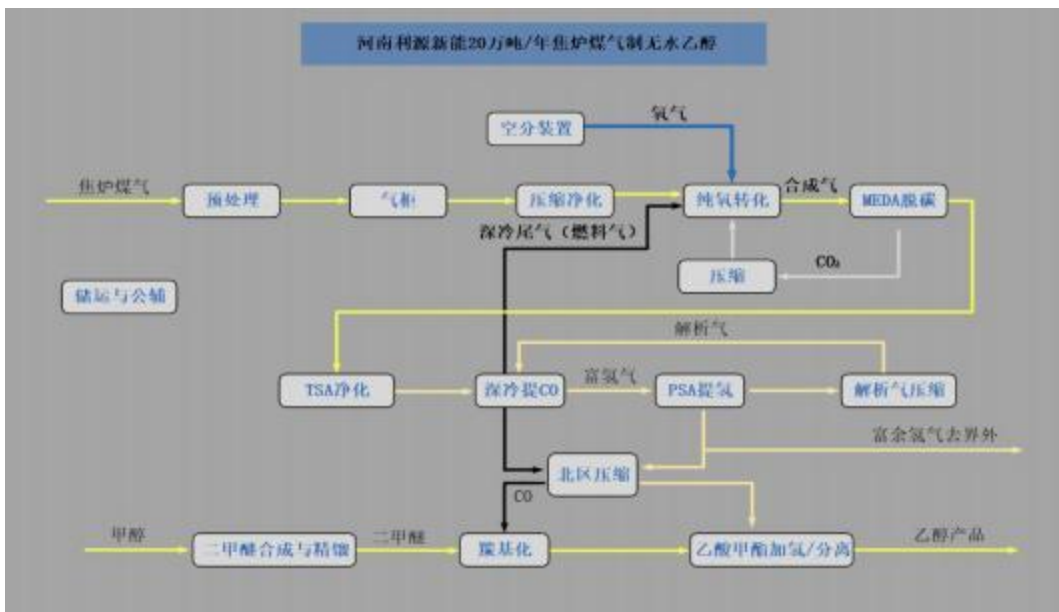 河南利源新能20万吨/年焦炉煤气制无水乙醇
氧气
空分装置
焦炉煤气
预处理
气柜
压缩净化
纯氧转化
合成气
MEDA脱碳
深冷尾气（燃料气）
CO₂
压缩
储运与公辅
解析气
TSA净化
深冷提CO
富氢气
PSA提氢
解析气压缩
富余氢气去界外
北区压缩
CO
甲醇
二甲醚合成与精馏
二甲醚
羰基化
乙酸甲酯加氢/分离
乙醇产品